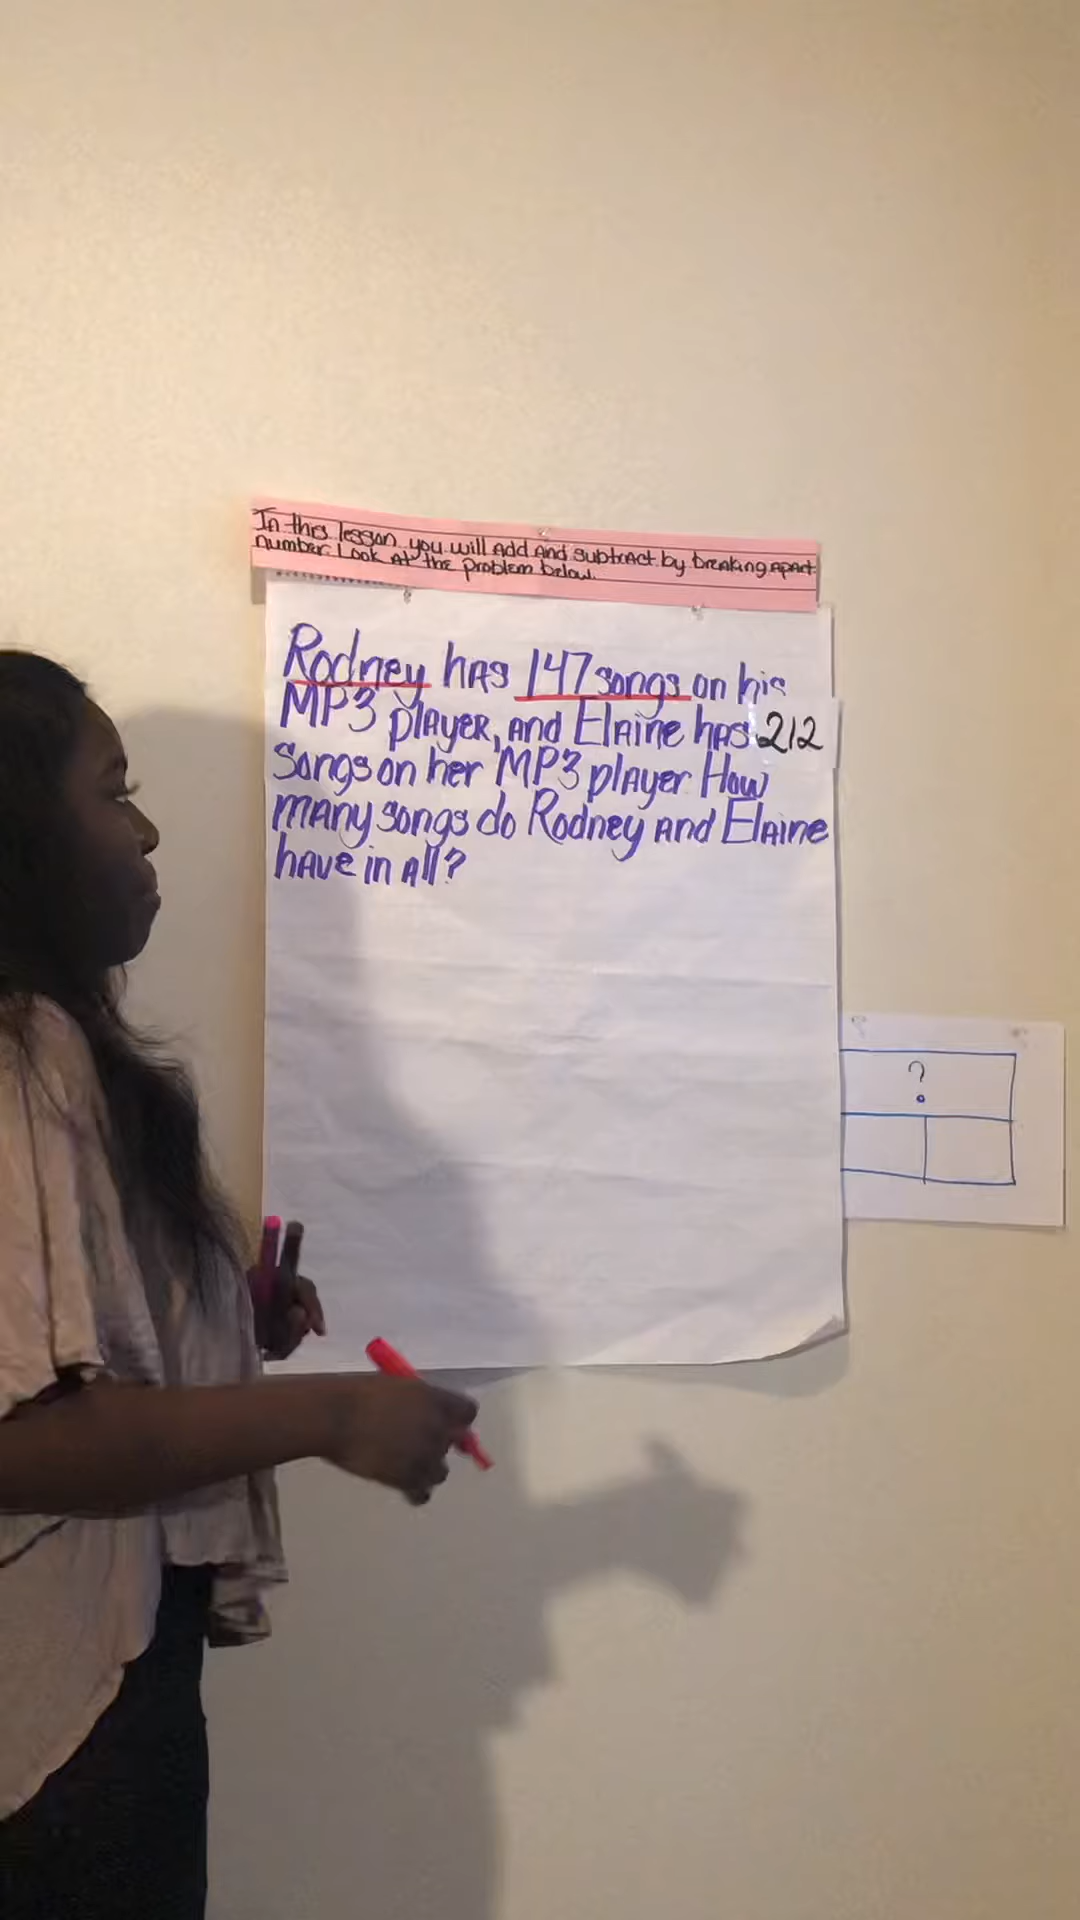 In this lesson you will add and subtract by breaking apart
number. Look at the problem below.
Rodney has 147 songs on his
MP3 player, and Elaine has 212
songs on her MP3 player. How
many songs do Rodney and Elaine
have in all?
?